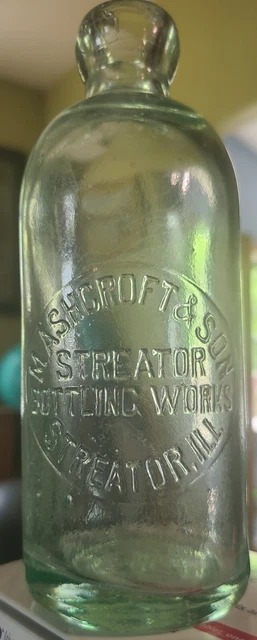 M. ASHCROFT & SON
STREATOR
BOTTLING WORKS
STREATOR, ILL.